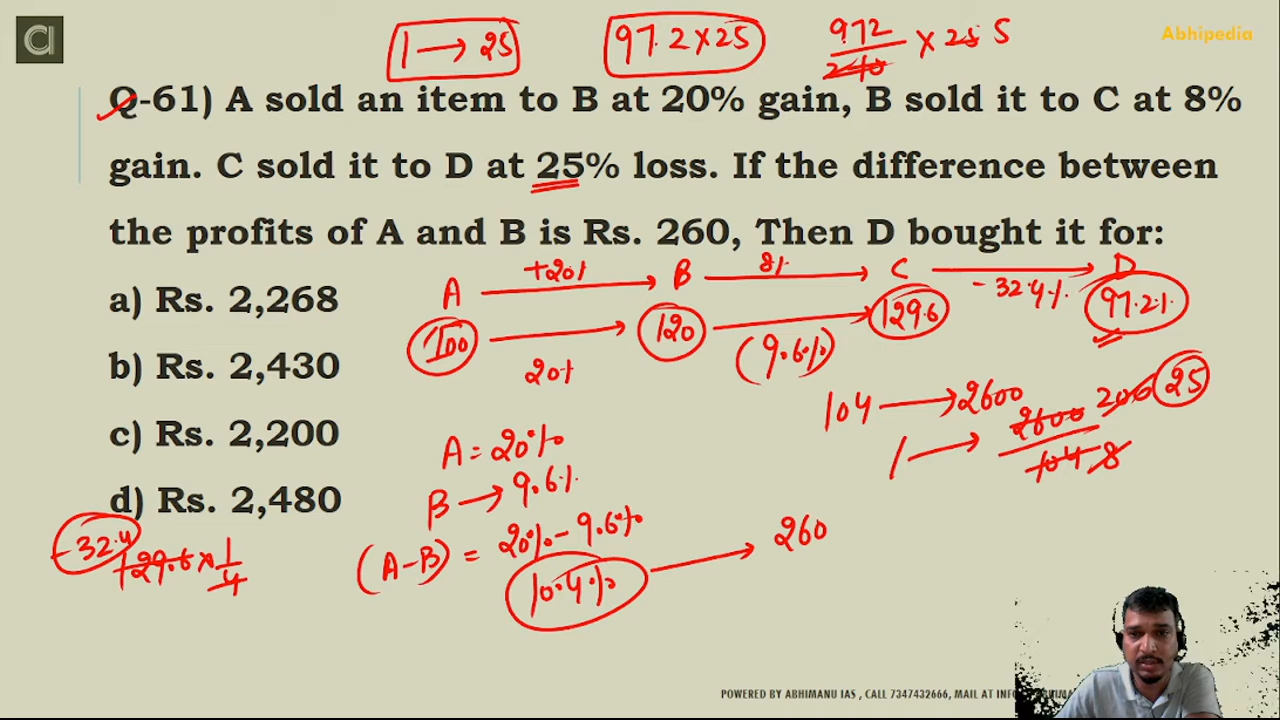 Abhipedia
1 → 25
97.2 × 25
972 × 25 5
Q-61) A sold an item to B at 20% gain, B sold it to C at 8%
gain. C sold it to D at 25% loss. If the difference between
the profits of A and B is Rs. 260, Then D bought it for:
a) Rs. 2,268
b) Rs. 2,430
c) Rs. 2,200
d) Rs. 2,480
A +20% B 8% C -32.4% D
100 120 129.6 97.2%
20% (9.6%)
104 → 2600
1 → 2600 200 25
104 8
A = 20%
B → 9.6%
(A-B) = 20% - 9.6%
10.4% → 260
-32.4
129.6 × 1
4
POWERED BY ABHIMANU IAS , CALL 7347432666, MAIL AT